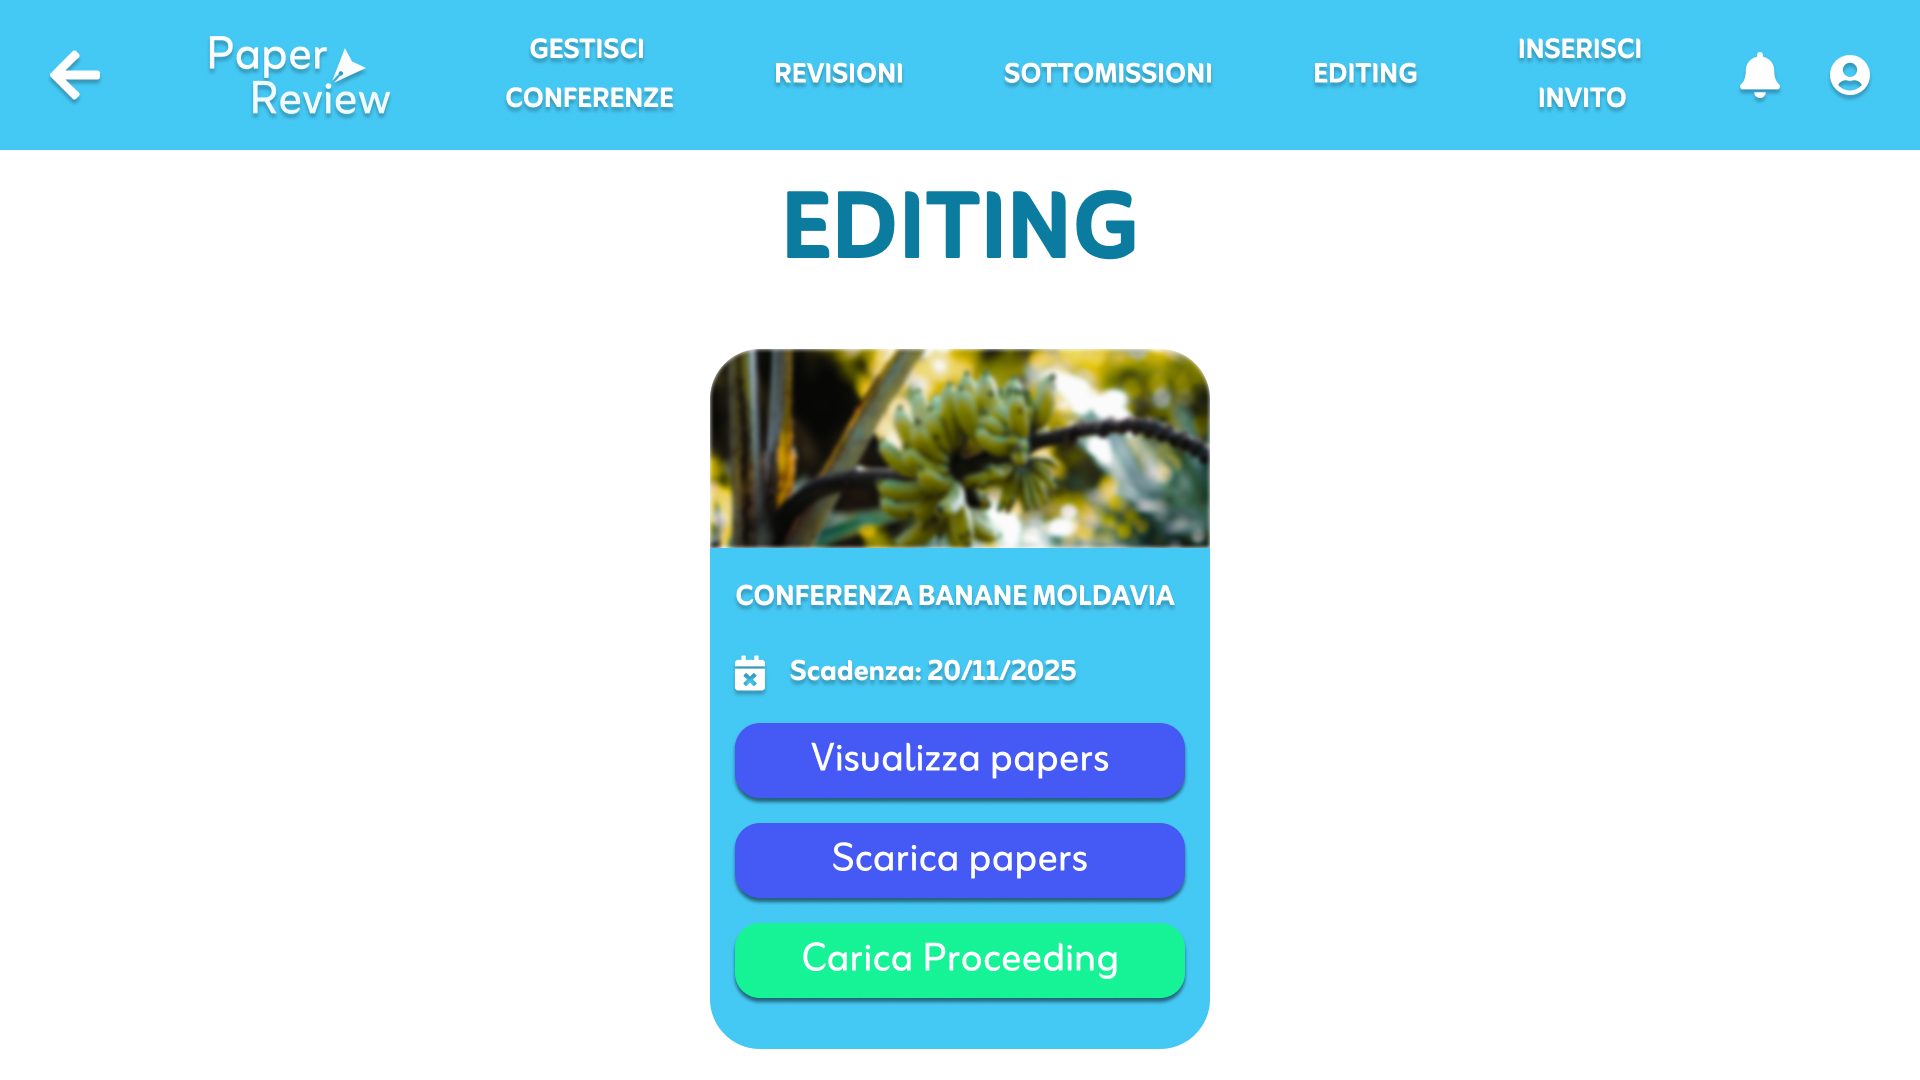 Paper
Review
GESTISCI
CONFERENZE
REVISIONI
SOTTOMISSIONI
EDITING
INSERISCI
INVITO
EDITING
CONFERENZA BANANE MOLDAVIA
Scadenza: 20/11/2025
Visualizza papers
Scarica papers
Carica Proceeding